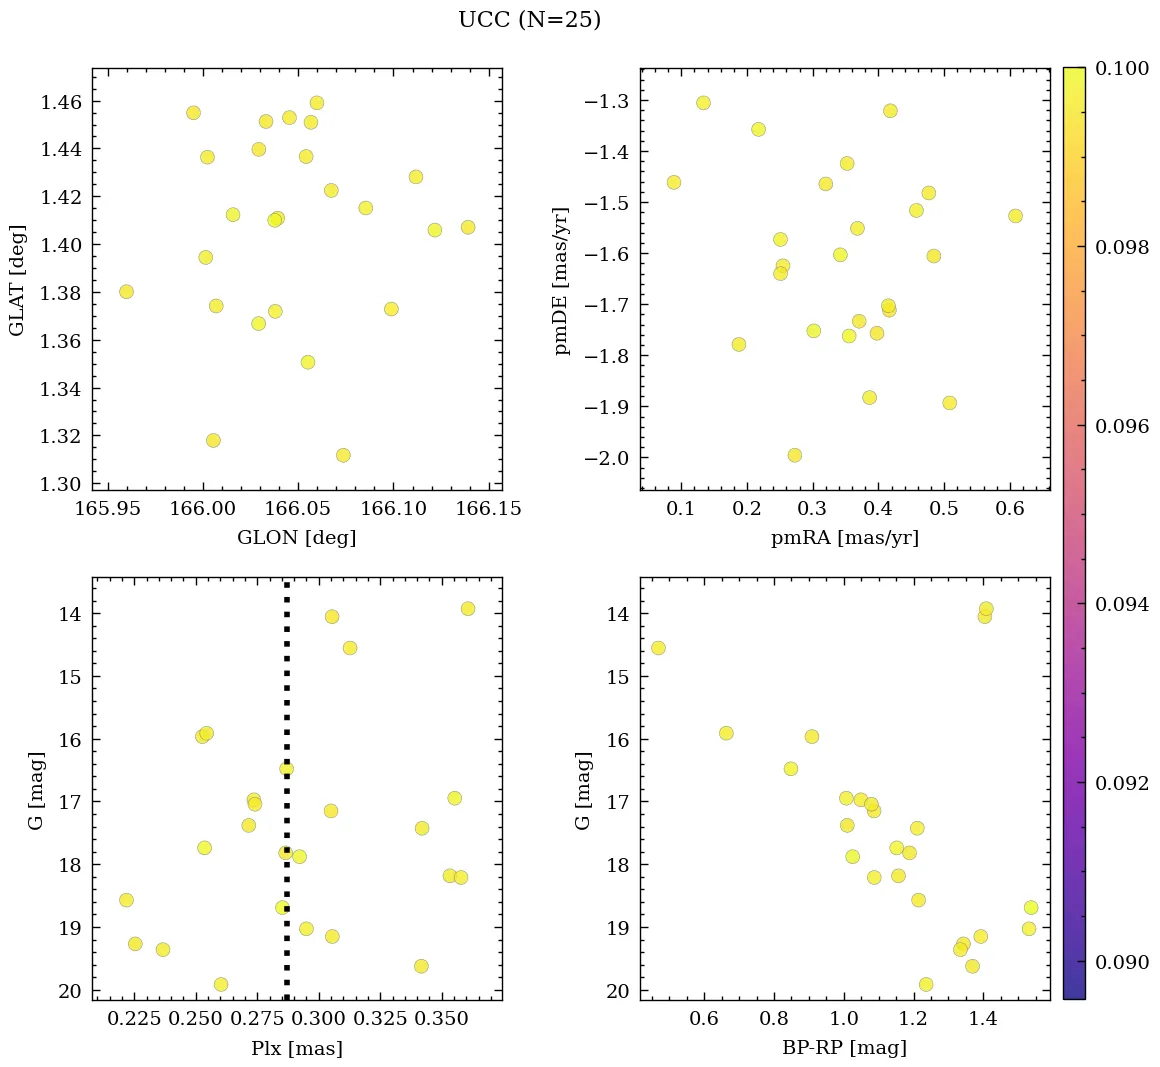 UCC (N=25)
1.46
1.44
1.42
1.40
1.38
1.36
1.34
1.32
1.30
GLAT [deg]
165.95 166.00 166.05 166.10 166.15
GLON [deg]
−1.3
−1.4
−1.5
−1.6
−1.7
−1.8
−1.9
−2.0
pmDE [mas/yr]
0.1 0.2 0.3 0.4 0.5 0.6
pmRA [mas/yr]
0.100
0.098
0.096
0.094
0.092
0.090
14
15
16
17
18
19
20
G [mag]
0.225 0.250 0.275 0.300 0.325 0.350
Plx [mas]
14
15
16
17
18
19
20
G [mag]
0.6 0.8 1.0 1.2 1.4
BP-RP [mag]